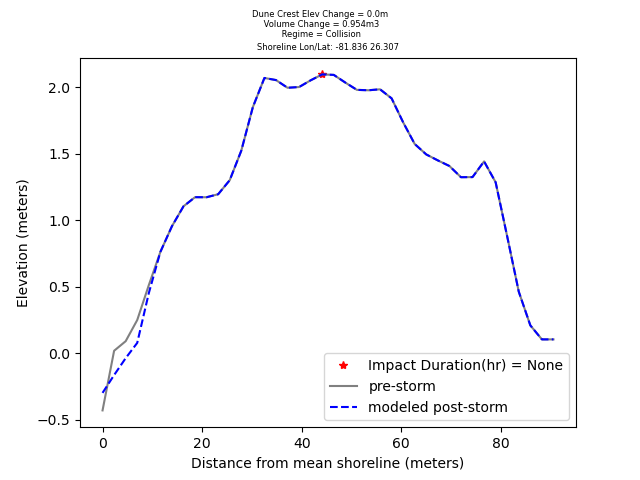 Dune Crest Elev Change = 0.0m
Volume Change = 0.954m3
Regime = Collision
Shoreline Lon/Lat: -81.836 26.307
2.0
1.5
1.0
0.5
0.0
−0.5
Elevation (meters)
Impact Duration(hr) = None
pre-storm
modeled post-storm
0 20 40 60 80
Distance from mean shoreline (meters)